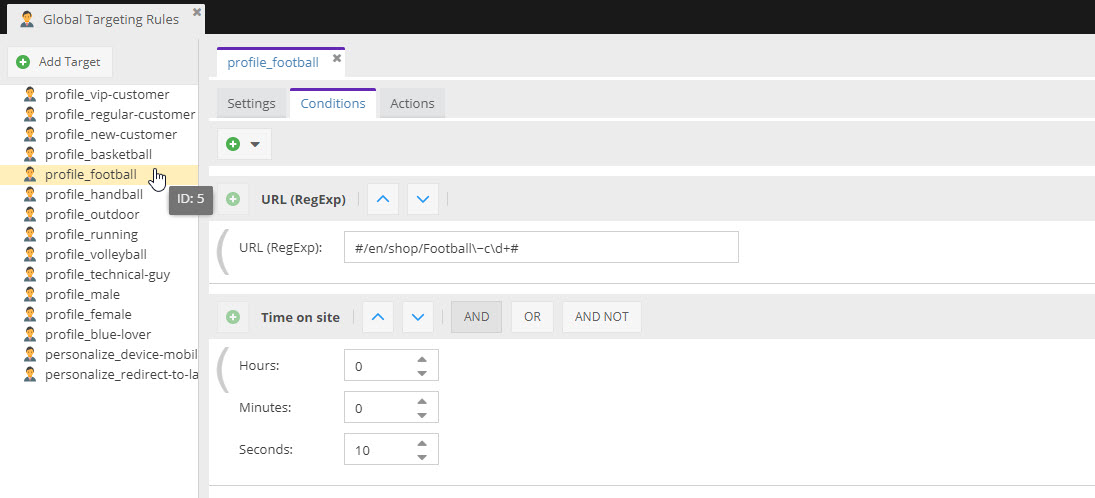 Global Targeting Rules
Add Target
profile_vip-customer
profile_regular-customer
profile_new-customer
profile_basketball
profile_football
profile_handball
profile_outdoor
profile_running
profile_volleyball
profile_technical-guy
profile_male
profile_female
profile_blue-lover
personalize_device-mobil
personalize_redirect-to-la
ID: 5
profile_football
Settings Conditions Actions
URL (RegExp)
URL (RegExp): #/en/shop/Football\~c\d+#
Time on site AND OR AND NOT
Hours: 0
Minutes: 0
Seconds: 10